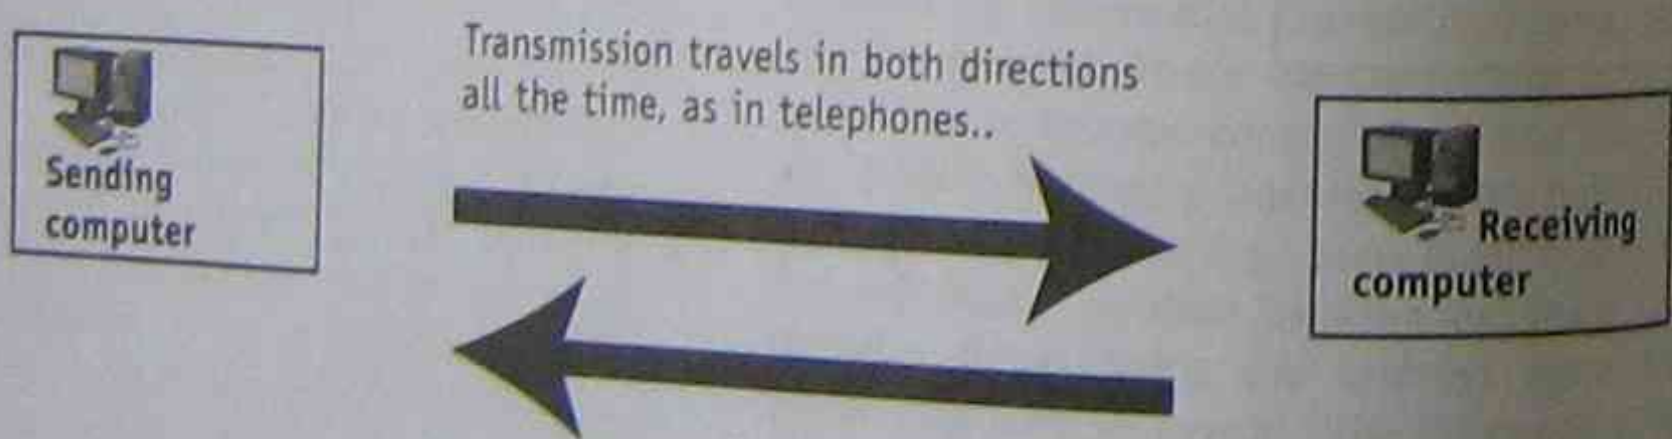 Transmission travels in both directions
all the time, as in telephones..
Sending
computer
Receiving
computer